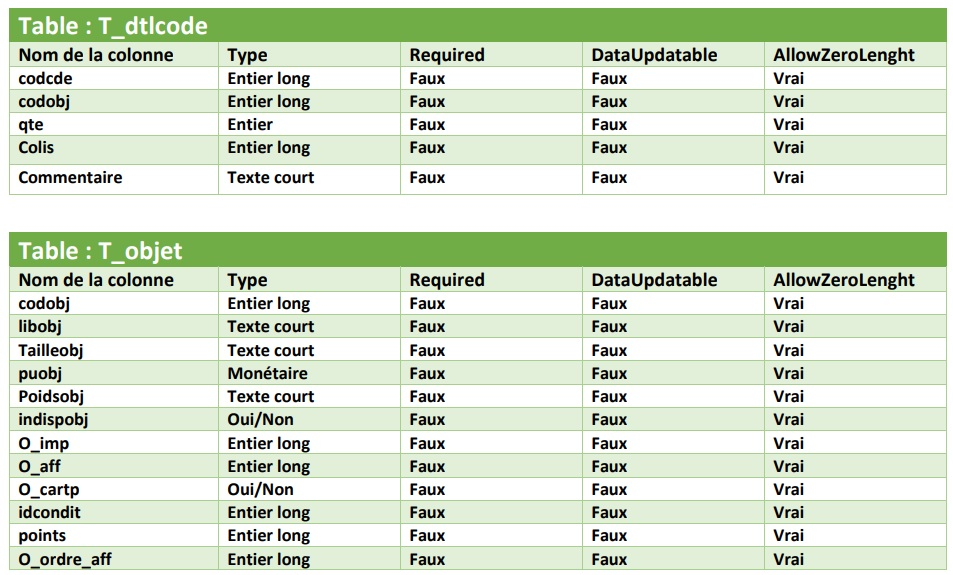 Table : T_dtlcode
Nom de la colonne Type Required DataUpdatable AllowZeroLenght
codcde Entier long Faux Faux Vrai
codobj Entier long Faux Faux Vrai
qte Entier Faux Faux Vrai
Colis Entier long Faux Faux Vrai
Commentaire Texte court Faux Faux Vrai
Table : T_objet
Nom de la colonne Type Required DataUpdatable AllowZeroLenght
codobj Entier long Faux Faux Vrai
libobj Texte court Faux Faux Vrai
Tailleobj Texte court Faux Faux Vrai
puobj Monétaire Faux Faux Vrai
Poidsobj Texte court Faux Faux Vrai
indispobj Oui/Non Faux Faux Vrai
O_imp Entier long Faux Faux Vrai
O_aff Entier long Faux Faux Vrai
O_cartp Oui/Non Faux Faux Vrai
idcondit Entier long Faux Faux Vrai
points Entier long Faux Faux Vrai
O_ordre_aff Entier long Faux Faux Vrai